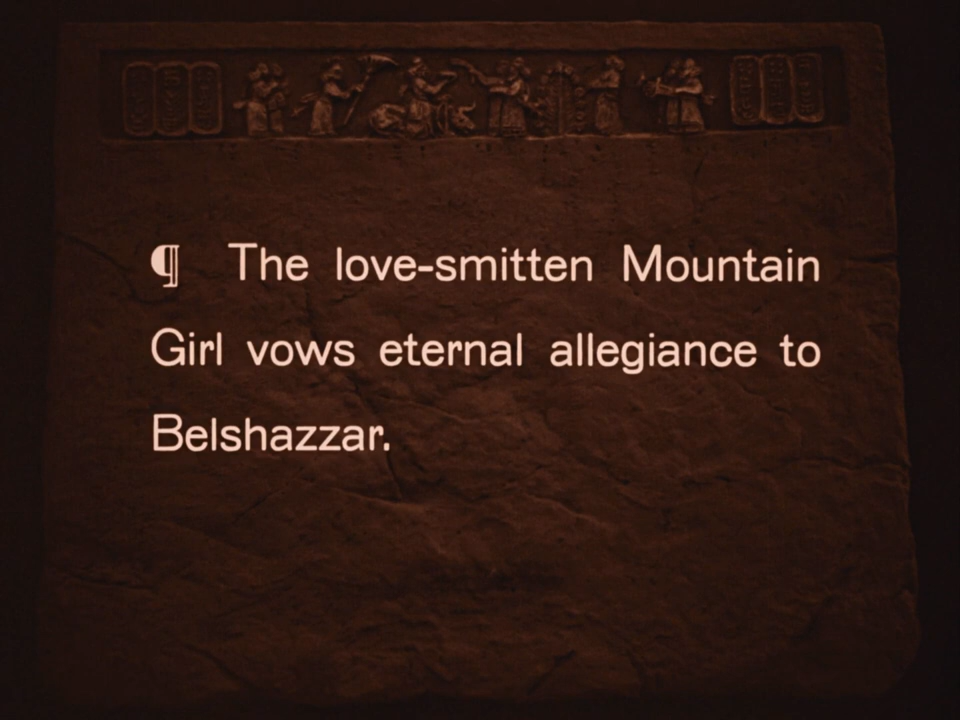 ¶ The love-smitten Mountain
Girl vows eternal allegiance to
Belshazzar.